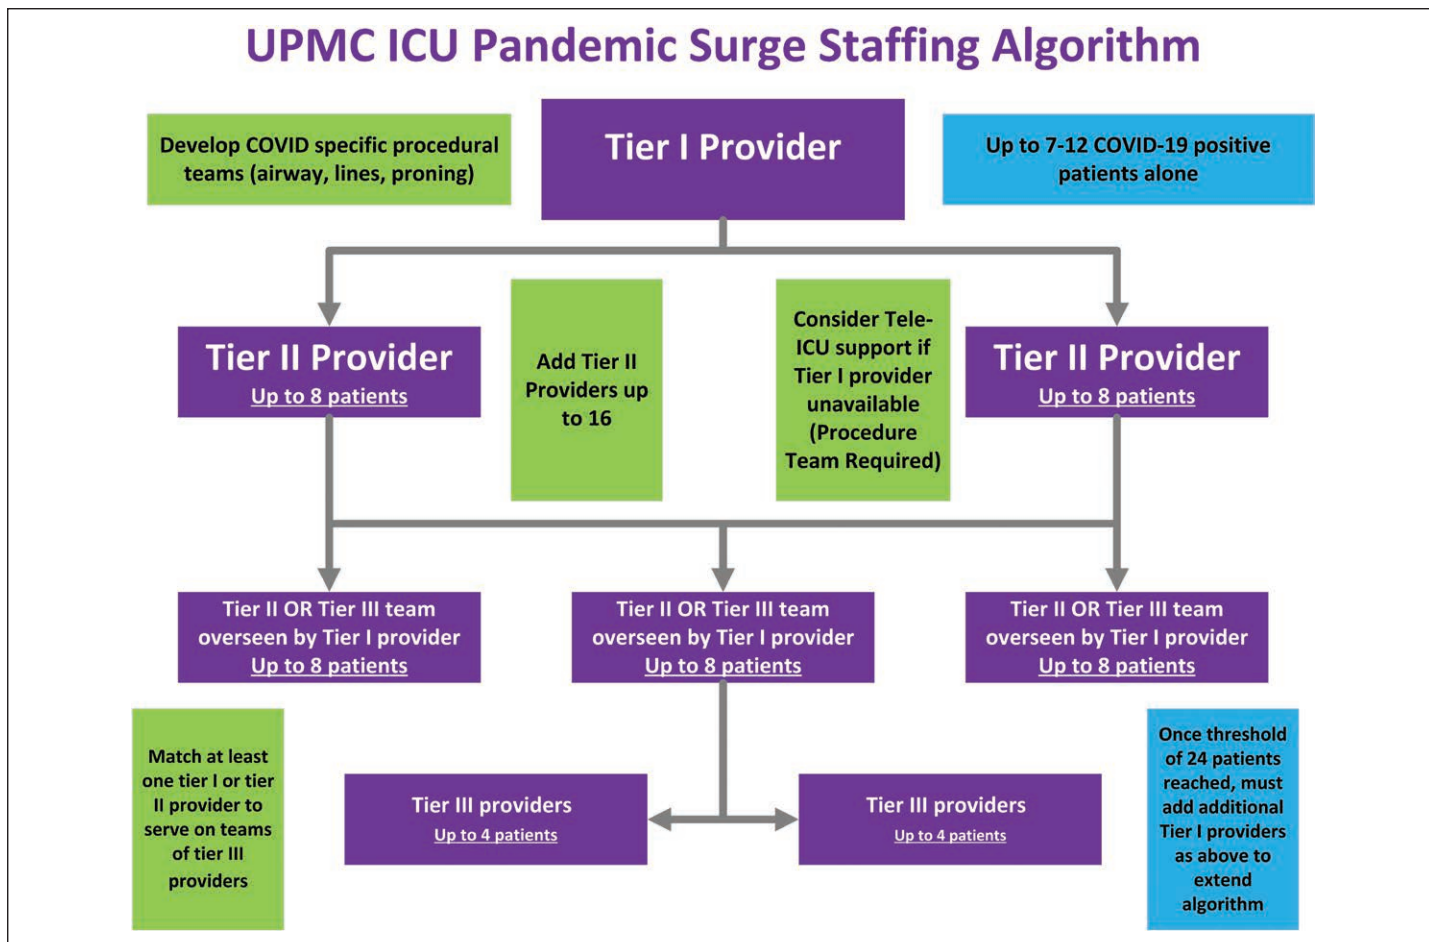 UPMC ICU Pandemic Surge Staffing Algorithm
Develop COVID specific procedural
teams (airway, lines, proning)
Tier I Provider
Up to 7-12 COVID-19 positive
patients alone
Tier II Provider
Up to 8 patients
Add Tier II
Providers up
to 16
Consider Tele-
ICU support if
Tier I provider
unavailable
(Procedure
Team Required)
Tier II Provider
Up to 8 patients
Tier II OR Tier III team
overseen by Tier I provider
Up to 8 patients
Tier II OR Tier III team
overseen by Tier I provider
Up to 8 patients
Tier II OR Tier III team
overseen by Tier I provider
Up to 8 patients
Match at least
one tier I or tier
II provider to
serve on teams
of tier III
providers
Tier III providers
Up to 4 patients
Tier III providers
Up to 4 patients
Once threshold
of 24 patients
reached, must
add additional
Tier I providers
as above to
extend
algorithm